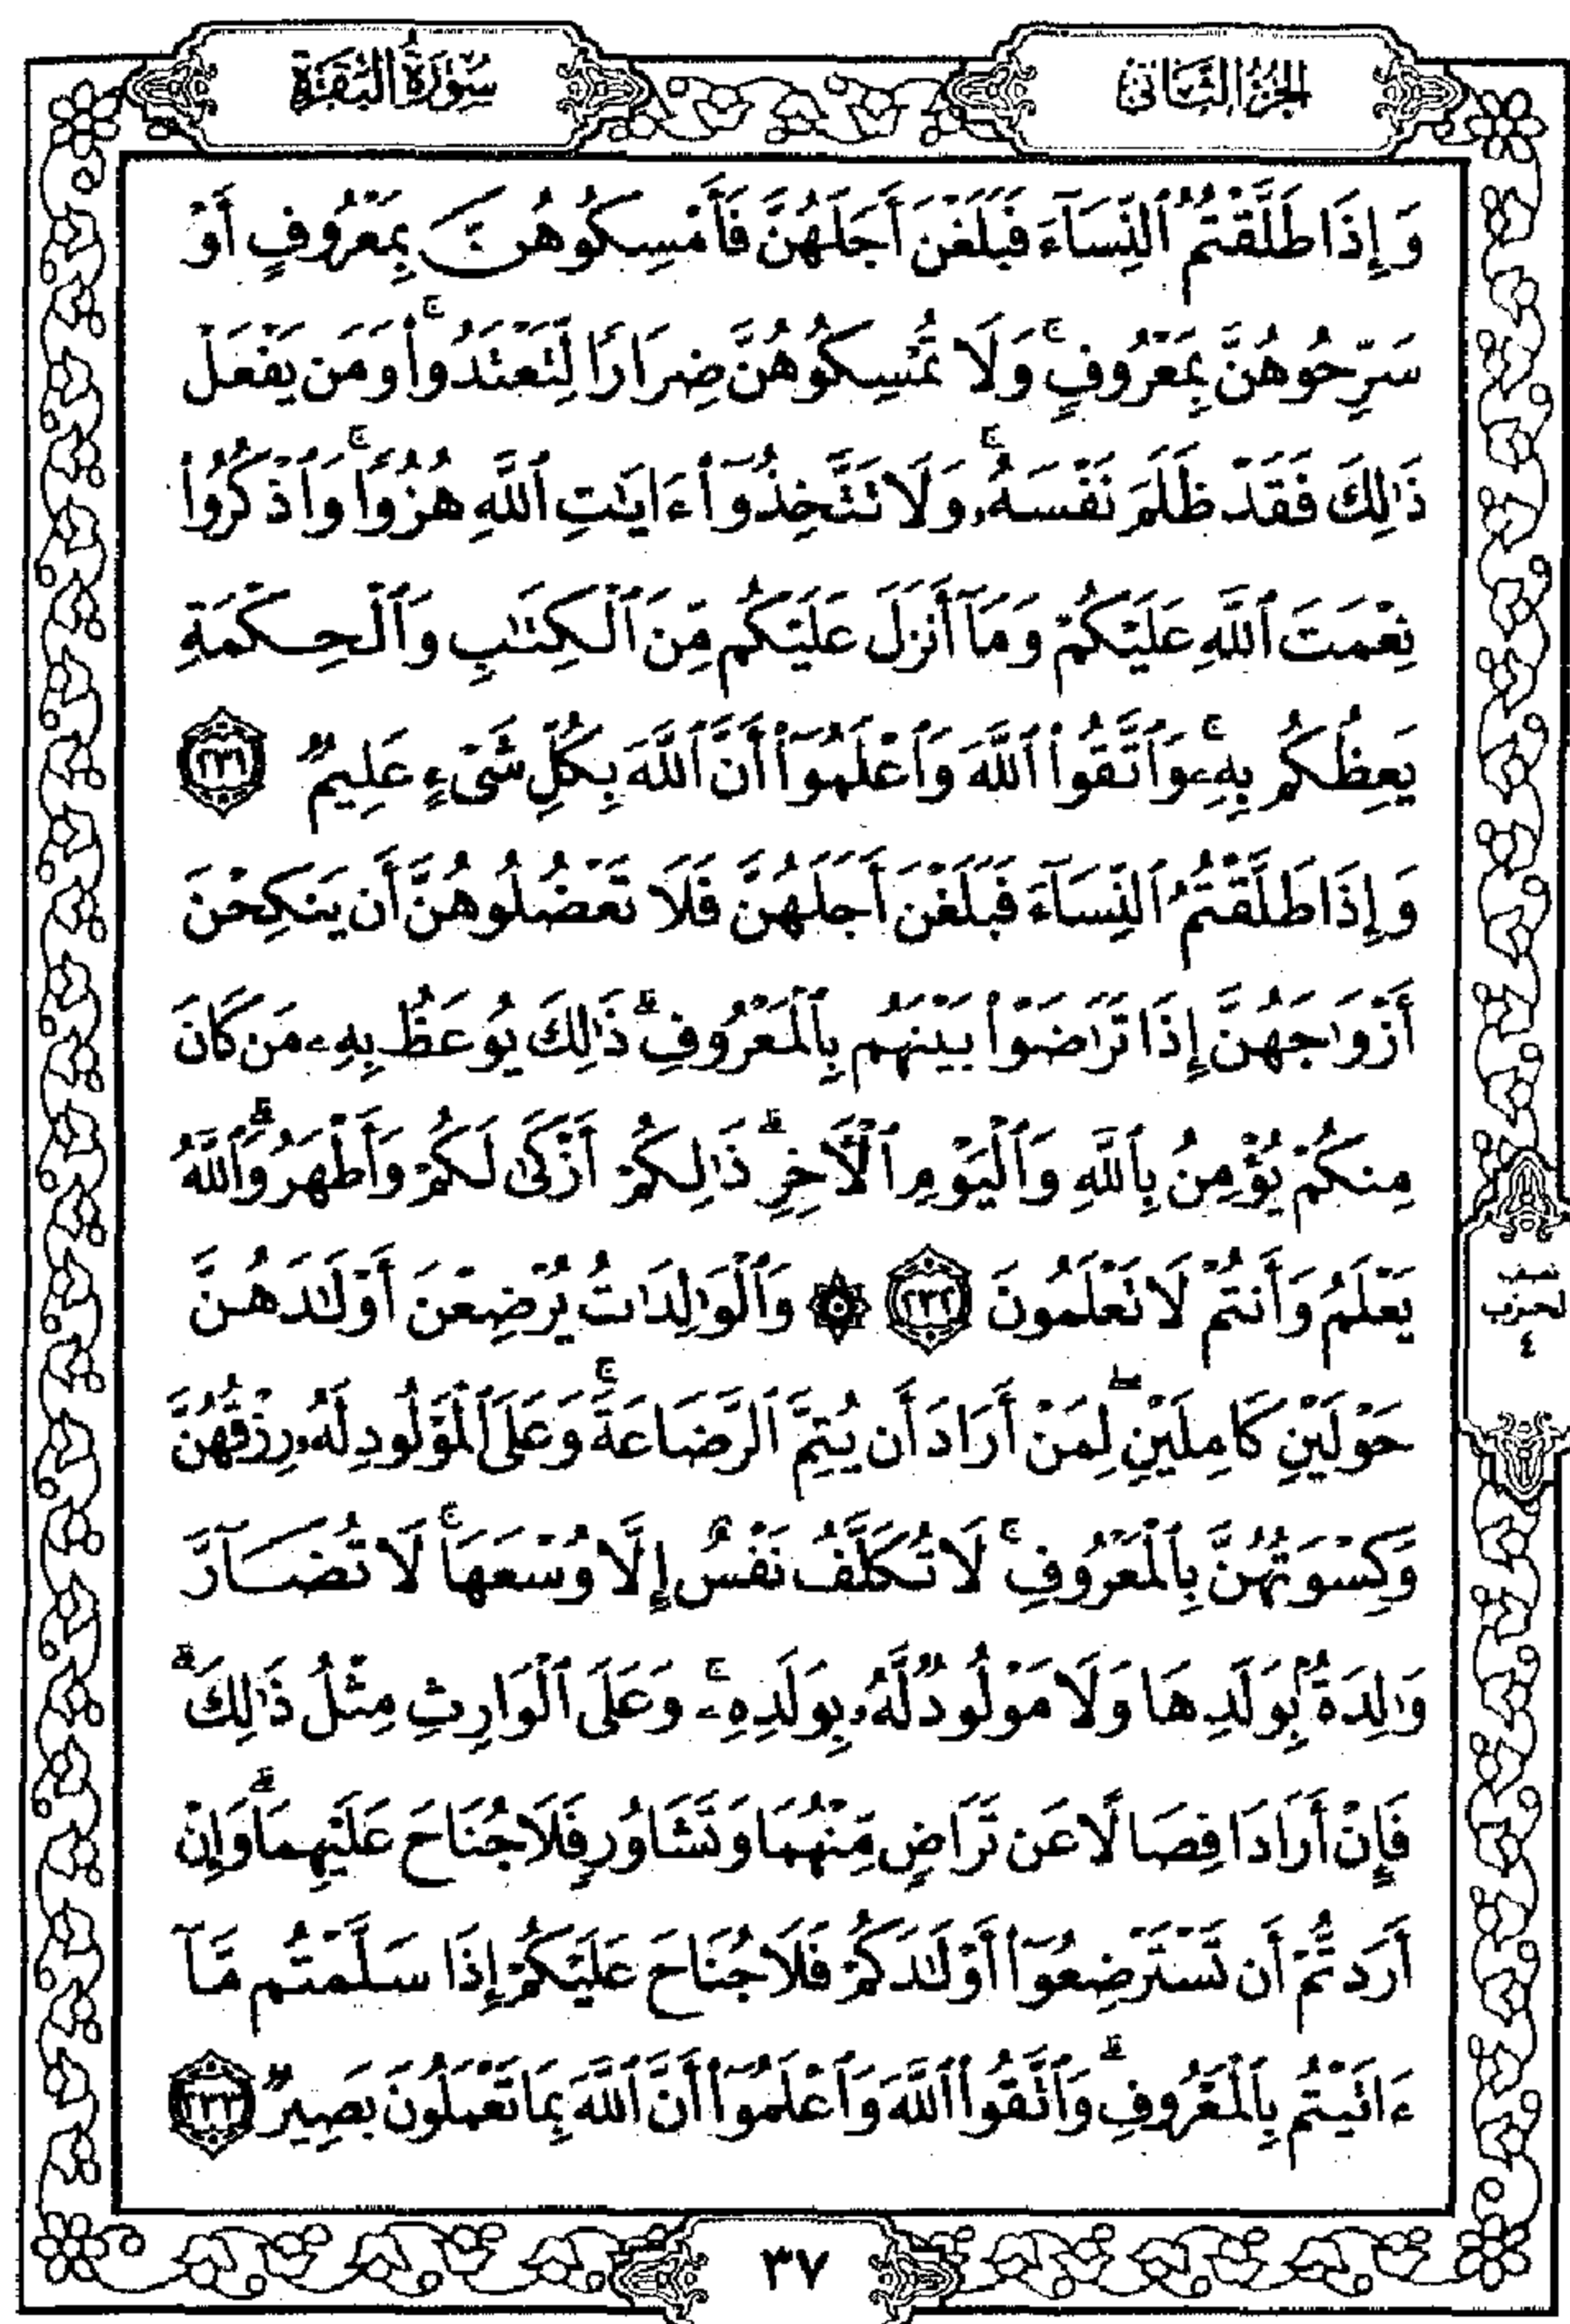 الجزء الثاني
سورة البقرة
وَإِذَا طَلَّقْتُمُ ٱلنِّسَآءَ فَبَلَغْنَ أَجَلَهُنَّ فَأَمْسِكُوهُنَّ بِمَعْرُوفٍ أَوْ
سَرِّحُوهُنَّ بِمَعْرُوفٍ ۚ وَلَا تُمْسِكُوهُنَّ ضِرَارًا لِّتَعْتَدُوا۟ ۚ وَمَن يَفْعَلْ
ذَٰلِكَ فَقَدْ ظَلَمَ نَفْسَهُۥ ۚ وَلَا تَتَّخِذُوٓا۟ ءَايَٰتِ ٱللَّهِ هُزُوًا ۚ وَٱذْكُرُوا۟
نِعْمَتَ ٱللَّهِ عَلَيْكُمْ وَمَآ أَنزَلَ عَلَيْكُم مِّنَ ٱلْكِتَٰبِ وَٱلْحِكْمَةِ
يَعِظُكُم بِهِۦ ۚ وَٱتَّقُوا۟ ٱللَّهَ وَٱعْلَمُوٓا۟ أَنَّ ٱللَّهَ بِكُلِّ شَىْءٍ عَلِيمٌ ٢٣١
وَإِذَا طَلَّقْتُمُ ٱلنِّسَآءَ فَبَلَغْنَ أَجَلَهُنَّ فَلَا تَعْضُلُوهُنَّ أَن يَنكِحْنَ
أَزْوَٰجَهُنَّ إِذَا تَرَٰضَوْا۟ بَيْنَهُم بِٱلْمَعْرُوفِ ۗ ذَٰلِكَ يُوعَظُ بِهِۦ مَن كَانَ
مِنكُمْ يُؤْمِنُ بِٱللَّهِ وَٱلْيَوْمِ ٱلْءَاخِرِ ۗ ذَٰلِكُمْ أَزْكَىٰ لَكُمْ وَأَطْهَرُ ۗ وَٱللَّهُ
يَعْلَمُ وَأَنتُمْ لَا تَعْلَمُونَ ٢٣٢ ۞ وَٱلْوَٰلِدَٰتُ يُرْضِعْنَ أَوْلَٰدَهُنَّ
حَوْلَيْنِ كَامِلَيْنِ ۖ لِمَنْ أَرَادَ أَن يُتِمَّ ٱلرَّضَاعَةَ ۚ وَعَلَى ٱلْمَوْلُودِ لَهُۥ رِزْقُهُنَّ
وَكِسْوَتُهُنَّ بِٱلْمَعْرُوفِ ۚ لَا تُكَلَّفُ نَفْسٌ إِلَّا وُسْعَهَا ۚ لَا تُضَآرَّ
وَٰلِدَةٌۢ بِوَلَدِهَا وَلَا مَوْلُودٌ لَّهُۥ بِوَلَدِهِۦ ۚ وَعَلَى ٱلْوَارِثِ مِثْلُ ذَٰلِكَ ۗ
فَإِنْ أَرَادَا فِصَالًا عَن تَرَاضٍ مِّنْهُمَا وَتَشَاوُرٍ فَلَا جُنَاحَ عَلَيْهِمَا ۗ وَإِنْ
أَرَدتُّمْ أَن تَسْتَرْضِعُوٓا۟ أَوْلَٰدَكُمْ فَلَا جُنَاحَ عَلَيْكُمْ إِذَا سَلَّمْتُم مَّآ
ءَاتَيْتُم بِٱلْمَعْرُوفِ ۗ وَٱتَّقُوا۟ ٱللَّهَ وَٱعْلَمُوٓا۟ أَنَّ ٱللَّهَ بِمَا تَعْمَلُونَ بَصِيرٌ ٢٣٣
نصف
الحزب
٤
٣٧